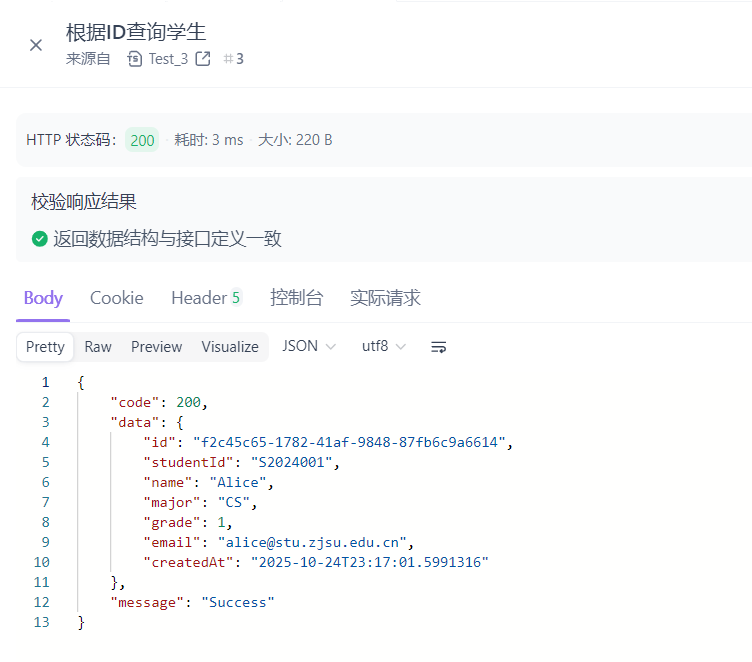 根据ID查询学生
来源自 TS Test_3 #3
HTTP 状态码: 200 · 耗时: 3 ms · 大小: 220 B
校验响应结果
返回数据结构与接口定义一致
Body Cookie Header 5 控制台 实际请求
Pretty Raw Preview Visualize JSON utf8
1 {
2 "code": 200,
3 "data": {
4 "id": "f2c45c65-1782-41af-9848-87fb6c9a6614",
5 "studentId": "S2024001",
6 "name": "Alice",
7 "major": "CS",
8 "grade": 1,
9 "email": "alice@stu.zjsu.edu.cn",
10 "createdAt": "2025-10-24T23:17:01.5991316"
11 },
12 "message": "Success"
13 }